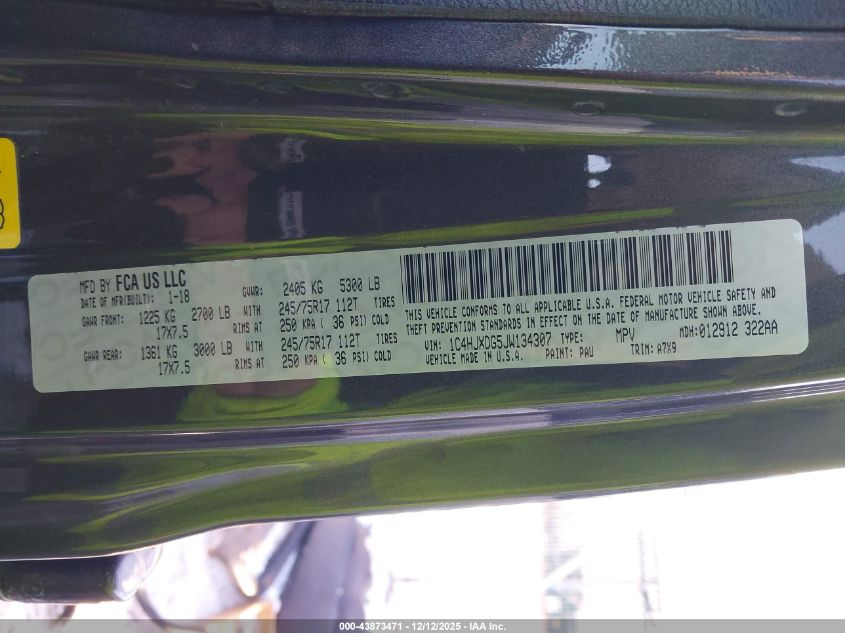 MFD BY FCA US LLC
DATE OF MFR(BUILT): 1-18 GVWR: 2405 KG 5300 LB
GAWR FRONT: 1225 KG 2700 LB WITH 245/75R17 112T TIRES
17X7.5 RIMS AT 250 KPA ( 36 PSI) COLD
GAWR REAR: 1361 KG 3000 LB WITH 245/75R17 112T TIRES
17X7.5 RIMS AT 250 KPA ( 36 PSI) COLD
THIS VEHICLE CONFORMS TO ALL APPLICABLE U.S.A. FEDERAL MOTOR VEHICLE SAFETY AND
THEFT PREVENTION STANDARDS IN EFFECT ON THE DATE OF MANUFACTURE SHOWN ABOVE.
VIN: 1C4HJXDG5JW134307 TYPE: MPV MDH: 012912 322AA
VEHICLE MADE IN U.S.A. PAINT: PAU TRIM: A7X9
000-43873471 • 12/12/2025 - IAA Inc.